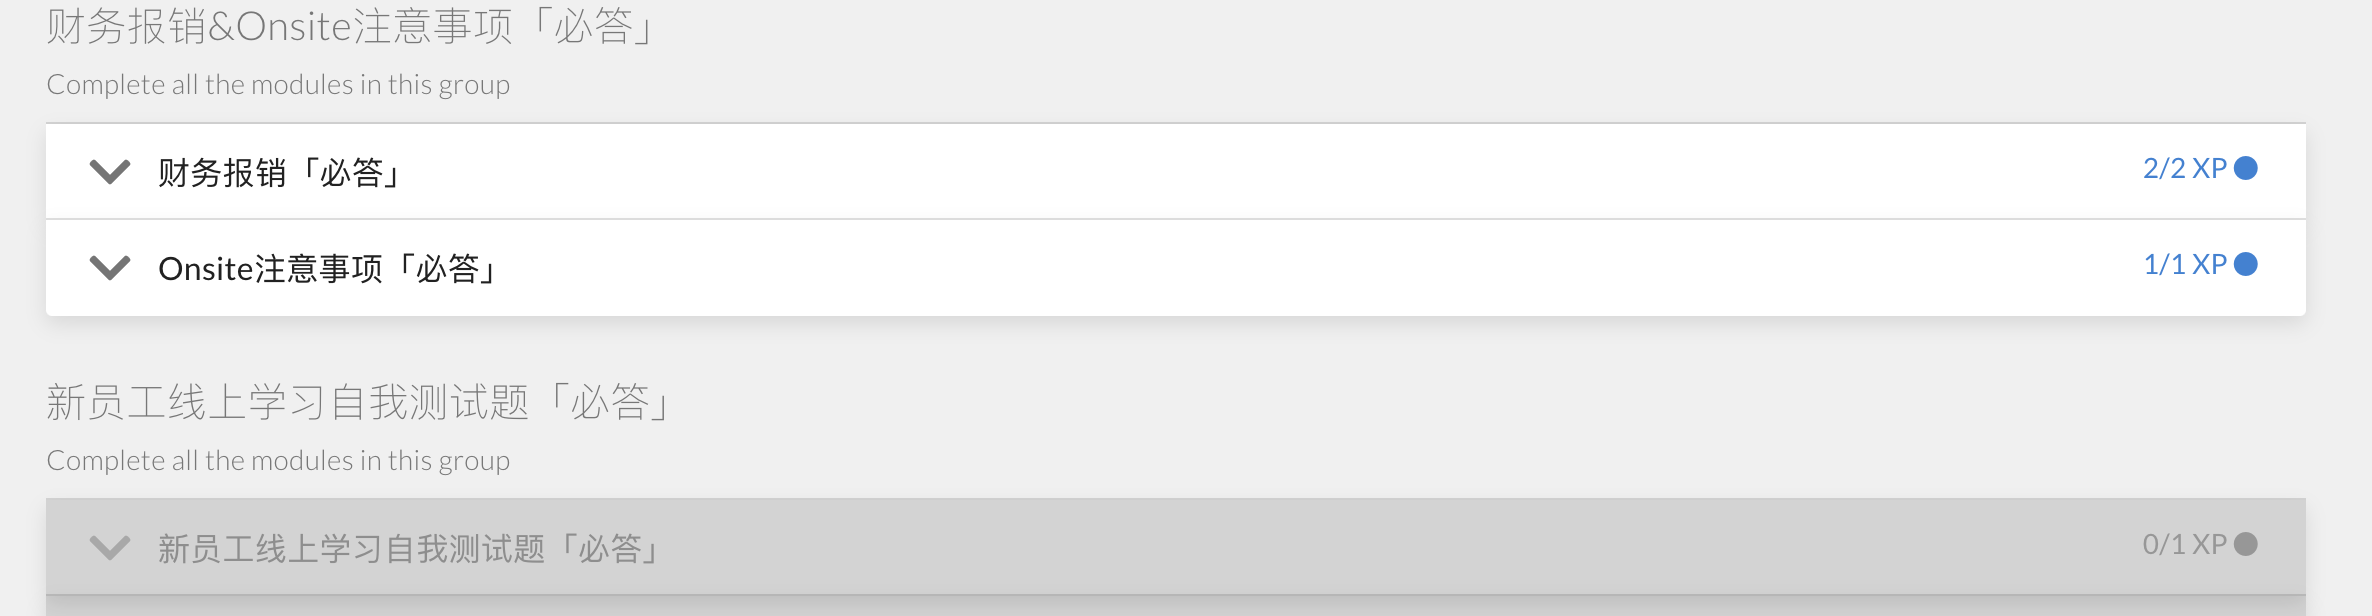 财务报销&Onsite注意事项「必答」
Complete all the modules in this group
财务报销「必答」
2/2 XP
Onsite注意事项「必答」
1/1 XP
新员工线上学习自我测试题「必答」
Complete all the modules in this group
新员工线上学习自我测试题「必答」
0/1 XP